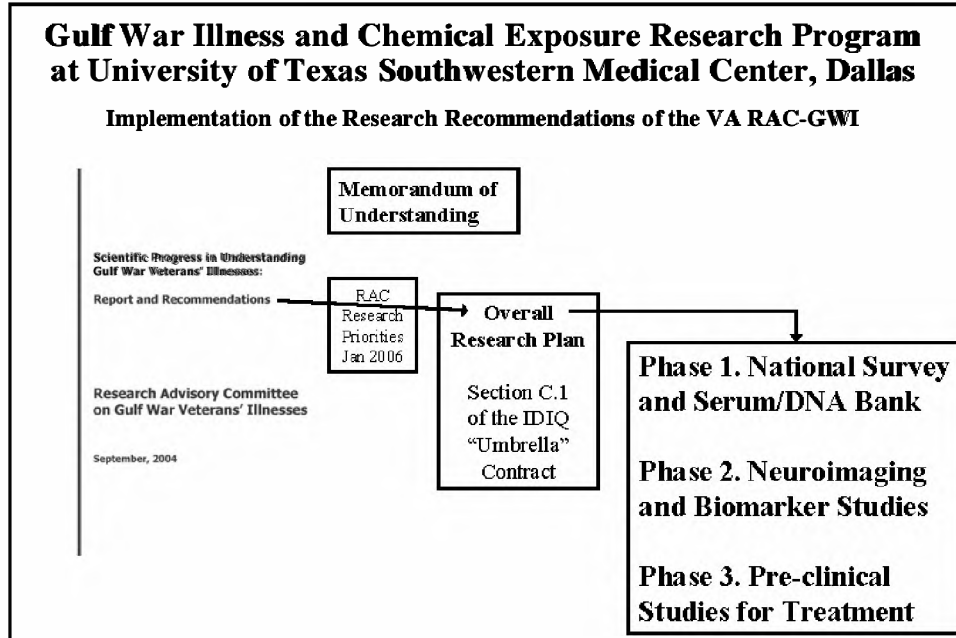 Gulf War Illness and Chemical Exposure Research Program
at University of Texas Southwestern Medical Center, Dallas
Implementation of the Research Recommendations of the VA RAC-GWI
Memorandum of
Understanding
Scientific Progress in Understanding
Gulf War Veterans' Illnesses:
Report and Recommendations
Research Advisory Committee
on Gulf War Veterans' Illnesses
September, 2004
RAC
Research
Priorities
Jan 2006
Overall
Research Plan
Section C.1
of the IDIQ
“Umbrella”
Contract
Phase 1. National Survey
and Serum/DNA Bank
Phase 2. Neuroimaging
and Biomarker Studies
Phase 3. Pre-clinical
Studies for Treatment